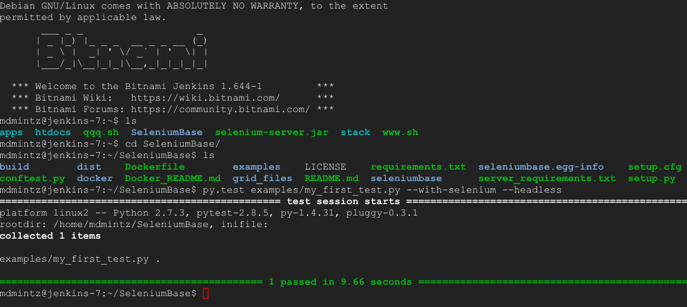 Debian GNU/Linux comes with ABSOLUTELY NO WARRANTY, to the extent
permitted by applicable law.
Bitnami
*** Welcome to the Bitnami Jenkins 1.644-1 ***
*** Bitnami Wiki: https://wiki.bitnami.com/ ***
*** Bitnami Forums: https://community.bitnami.com/ ***
mdmintz@jenkins-7:~$ ls
apps htdocs qqq.sh SeleniumBase selenium-server.jar stack www.sh
mdmintz@jenkins-7:~$ cd SeleniumBase/
mdmintz@jenkins-7:~/SeleniumBase$ ls
build dist Dockerfile examples LICENSE requirements.txt seleniumbase.egg-info setup.cfg
conftest.py docker Docker_README.md grid_files README.md seleniumbase server_requirements.txt setup.py
mdmintz@jenkins-7:~/SeleniumBase$ py.test examples/my_first_test.py --with-selenium --headless
============================================ test session starts ============================================
platform linux2 -- Python 2.7.3, pytest-2.8.5, py-1.4.31, pluggy-0.3.1
rootdir: /home/mdmintz/SeleniumBase, inifile:
collected 1 items
examples/my_first_test.py .
========================================== 1 passed in 9.66 seconds ==========================================
mdmintz@jenkins-7:~/SeleniumBase$